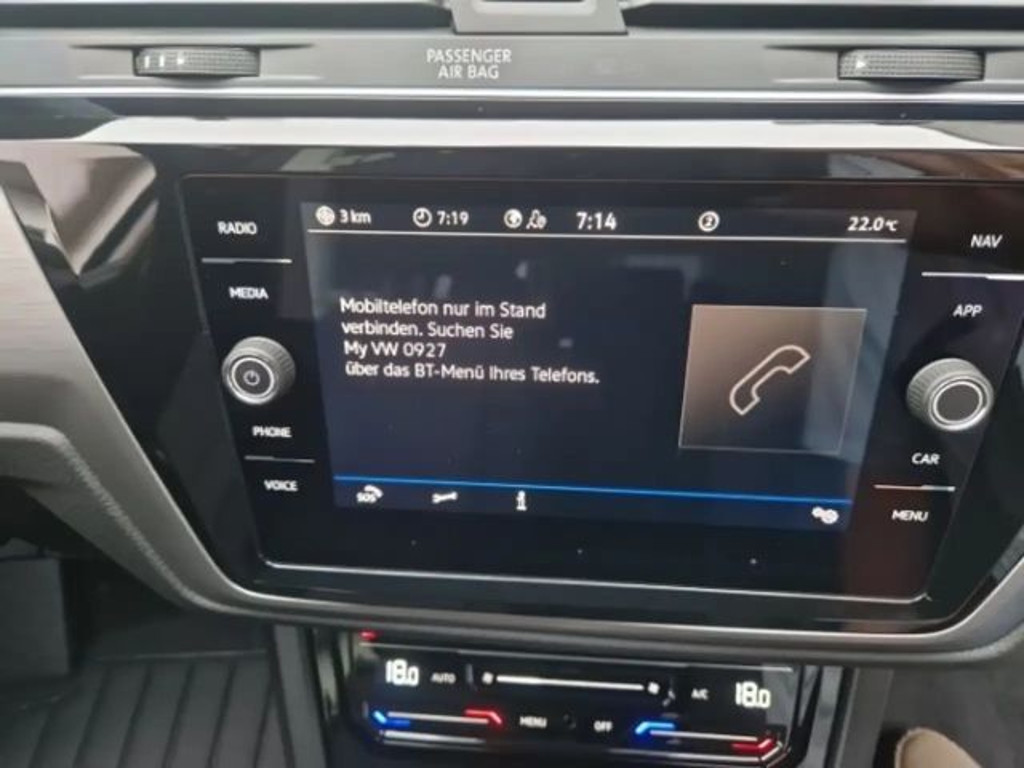 PASSENGER
AIR BAG
RADIO
MEDIA
PHONE
VOICE
3 km 7:19 7:14 2 22.0°C
Mobiltelefon nur im Stand
verbinden. Suchen Sie
My VW 0927
über das BT-Menü Ihres Telefons.
SOS
NAV
APP
CAR
MENU
18.0 AUTO A/C 18.0
MENU OFF